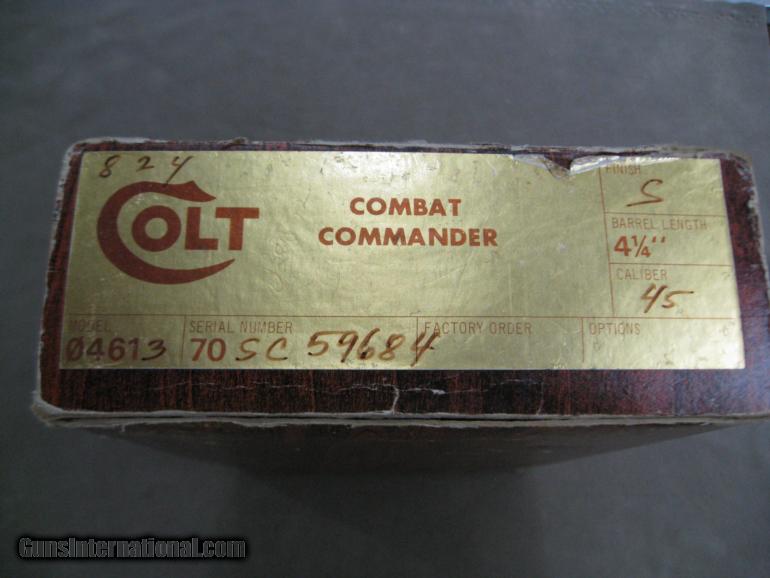 824
COLT
COMBAT
COMMANDER
FINISH
S
BARREL LENGTH
4¼"
CALIBER
45
MODEL
04613
SERIAL NUMBER
70 SC 59684
FACTORY ORDER
OPTIONS
GunsInternational.com